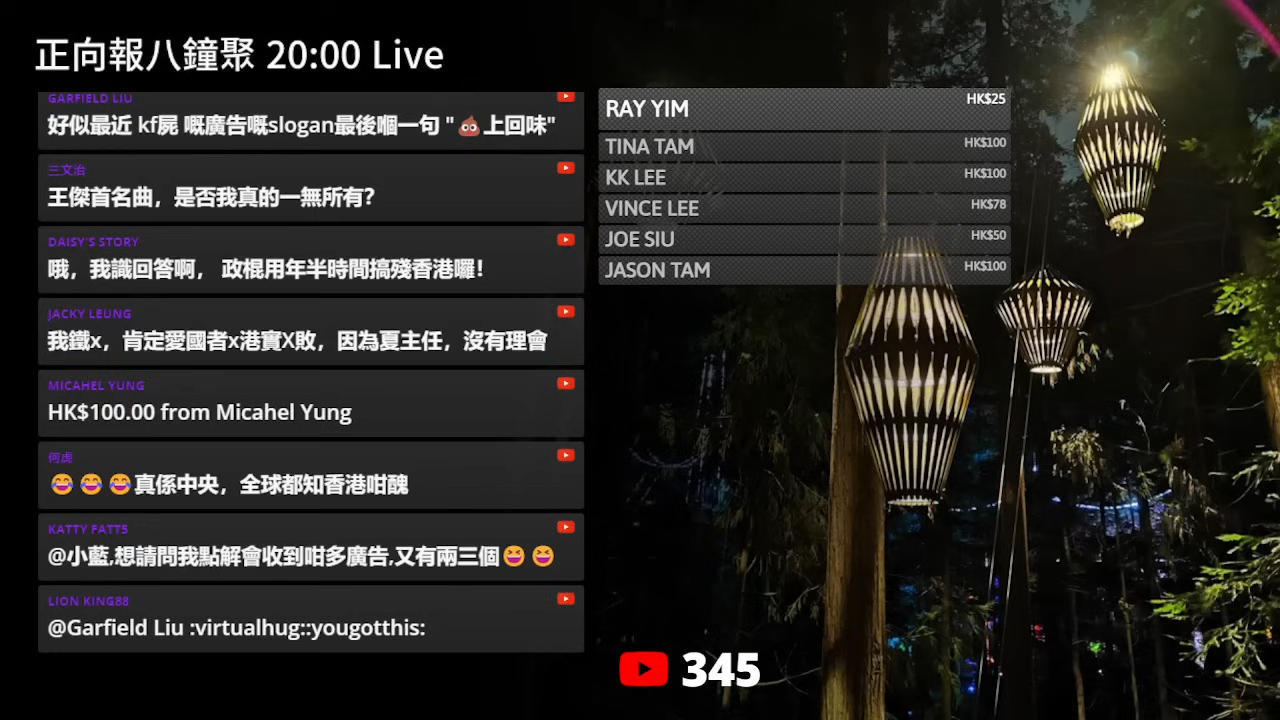 正向報八鐘聚 20:00 Live
GARFIELD LIU
好似最近 kf屍 嘅廣告嘅slogan最後嗰一句 "💩上回味"
三文治
王傑首名曲，是否我真的一無所有?
DAISY'S STORY
哦，我識回答啊， 政棍用年半時間搞殘香港囉!
JACKY LEUNG
我鐵x，肯定愛國者x港實X敗，因為夏主任，沒有理會
MICAHEL YUNG
HK$100.00 from Micahel Yung
何虎
😂😂😂真係中央，全球都知香港咁醜
KATTY FATT5
@小藍,想請問我點解會收到咁多廣告,又有兩三個😆😆
LION KING88
@Garfield Liu :virtualhug::yougotthis:
RAY YIM HK$25
TINA TAM HK$100
KK LEE HK$100
VINCE LEE HK$78
JOE SIU HK$50
JASON TAM HK$100
345